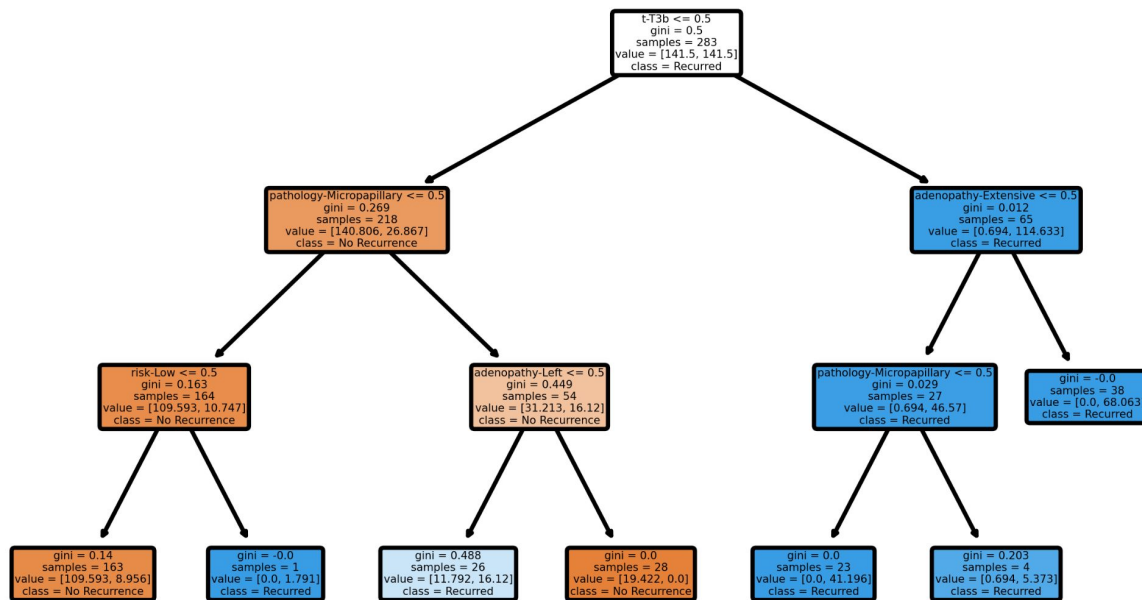 t-T3b <= 0.5
gini = 0.5
samples = 283
value = [141.5, 141.5]
class = Recurred
pathology-Micropapillary <= 0.5
gini = 0.269
samples = 218
value = [140.806, 26.867]
class = No Recurrence
adenopathy-Extensive <= 0.5
gini = 0.012
samples = 65
value = [0.694, 114.633]
class = Recurred
risk-Low <= 0.5
gini = 0.163
samples = 164
value = [109.593, 10.747]
class = No Recurrence
adenopathy-Left <= 0.5
gini = 0.449
samples = 54
value = [31.213, 16.12]
class = No Recurrence
pathology-Micropapillary <= 0.5
gini = 0.029
samples = 27
value = [0.694, 46.57]
class = Recurred
gini = -0.0
samples = 38
value = [0.0, 68.063]
class = Recurred
gini = 0.14
samples = 163
value = [109.593, 8.956]
class = No Recurrence
gini = -0.0
samples = 1
value = [0.0, 1.791]
class = Recurred
gini = 0.488
samples = 26
value = [11.792, 16.12]
class = Recurred
gini = 0.0
samples = 28
value = [19.422, 0.0]
class = No Recurrence
gini = 0.0
samples = 23
value = [0.0, 41.196]
class = Recurred
gini = 0.203
samples = 4
value = [0.694, 5.373]
class = Recurred